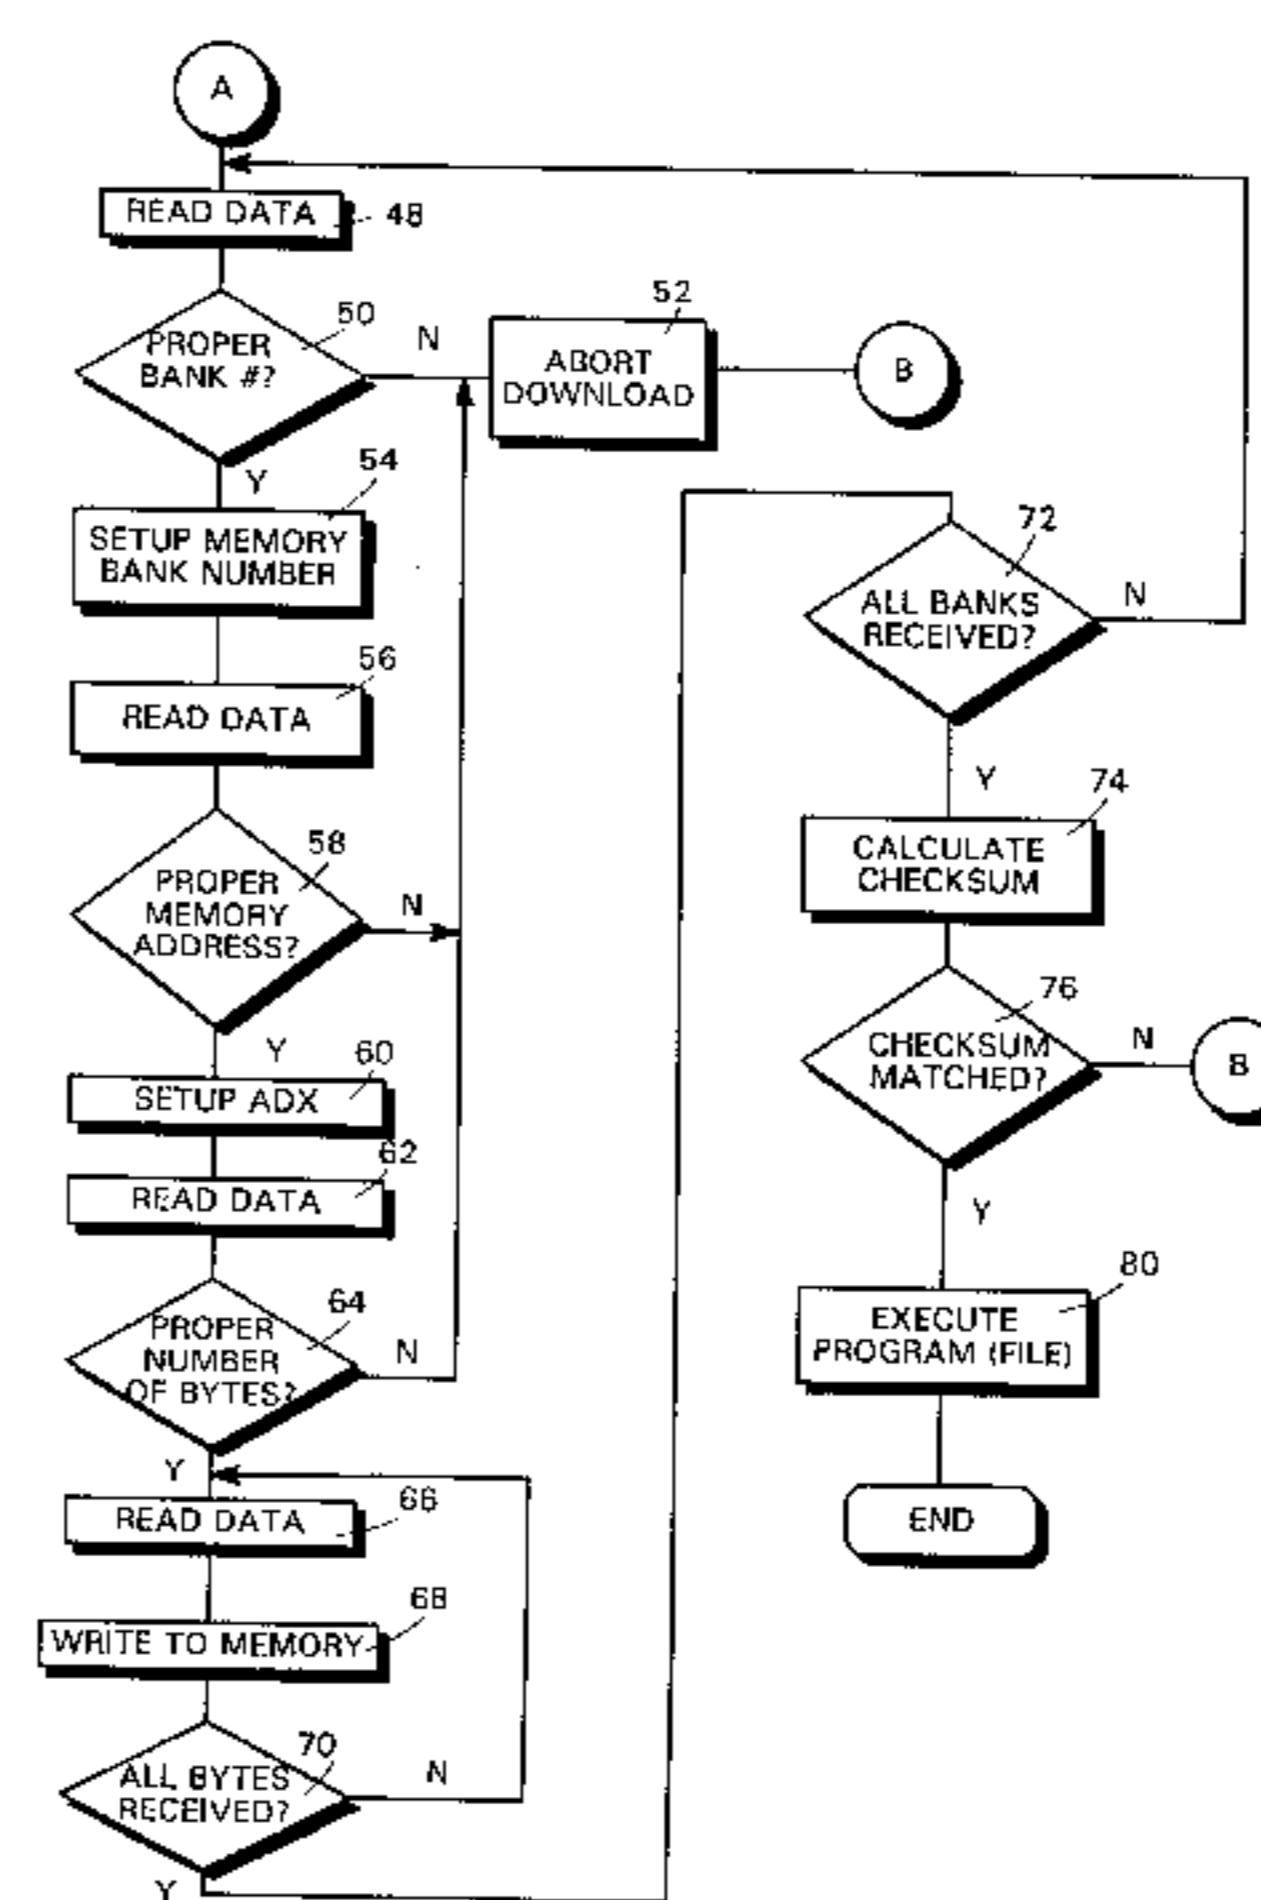 A
READ DATA
48
50
PROPER
BANK #?
N
52
ABORT
DOWNLOAD
B
Y
54
SETUP MEMORY
BANK NUMBER
56
READ DATA
58
PROPER
MEMORY
ADDRESS?
N
Y
60
SETUP ADX
62
READ DATA
64
PROPER
NUMBER
OF BYTES?
N
Y
66
READ DATA
68
WRITE TO MEMORY
70
ALL BYTES
RECEIVED?
N
Y
72
ALL BANKS
RECEIVED?
N
Y
74
CALCULATE
CHECKSUM
76
CHECKSUM
MATCHED?
N
B
Y
80
EXECUTE
PROGRAM (FILE)
END